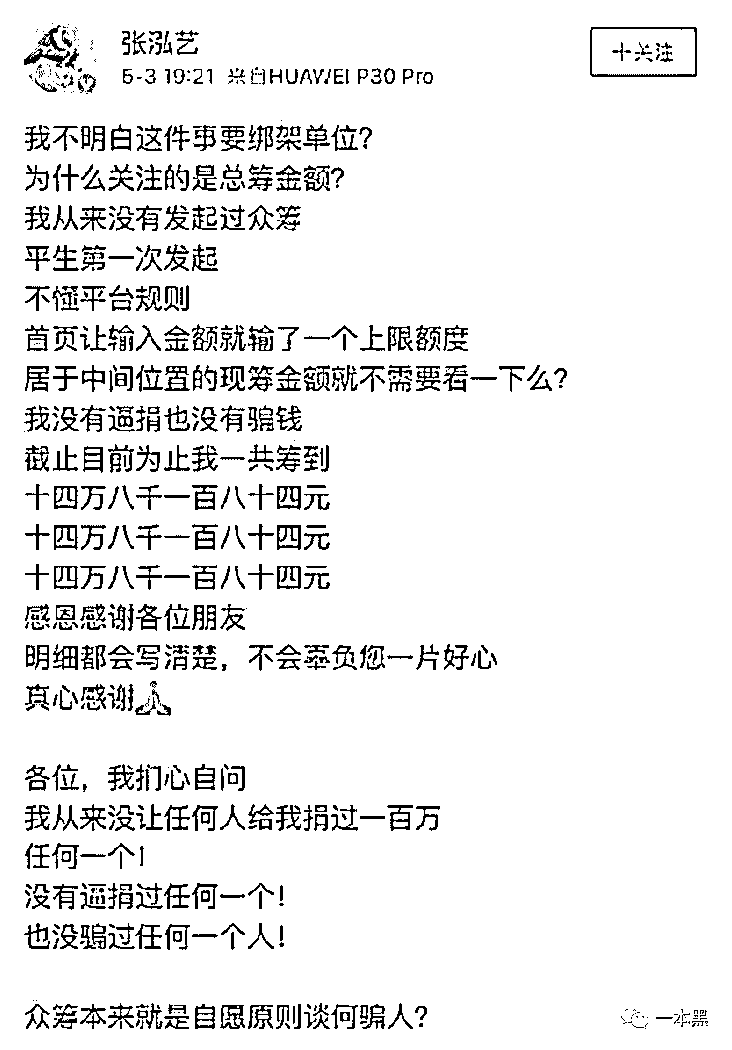 张泓艺
5-3 19:21 来自HUAWEI P30 Pro
十关注
我不明白这件事要绑架单位?
为什么关注的是总筹金额?
我从来没有发起过众筹
平生第一次发起
不懂平台规则
首页让输入金额就输了一个上限额度
居于中间位置的现筹金额就不需要看一下么?
我没有逼捐也没有骗钱
截止目前为止我一共筹到
十四万八千一百八十四元
十四万八千一百八十四元
十四万八千一百八十四元
感恩感谢各位朋友
明细都会写清楚，不会辜负您一片好心
真心感谢
各位，我扪心自问
我从来没让任何人给我捐过一百万
任何一个!
没有逼捐过任何一个!
也没骗过任何一个人!
众筹本来就是自愿原则谈何骗人?
一本黑